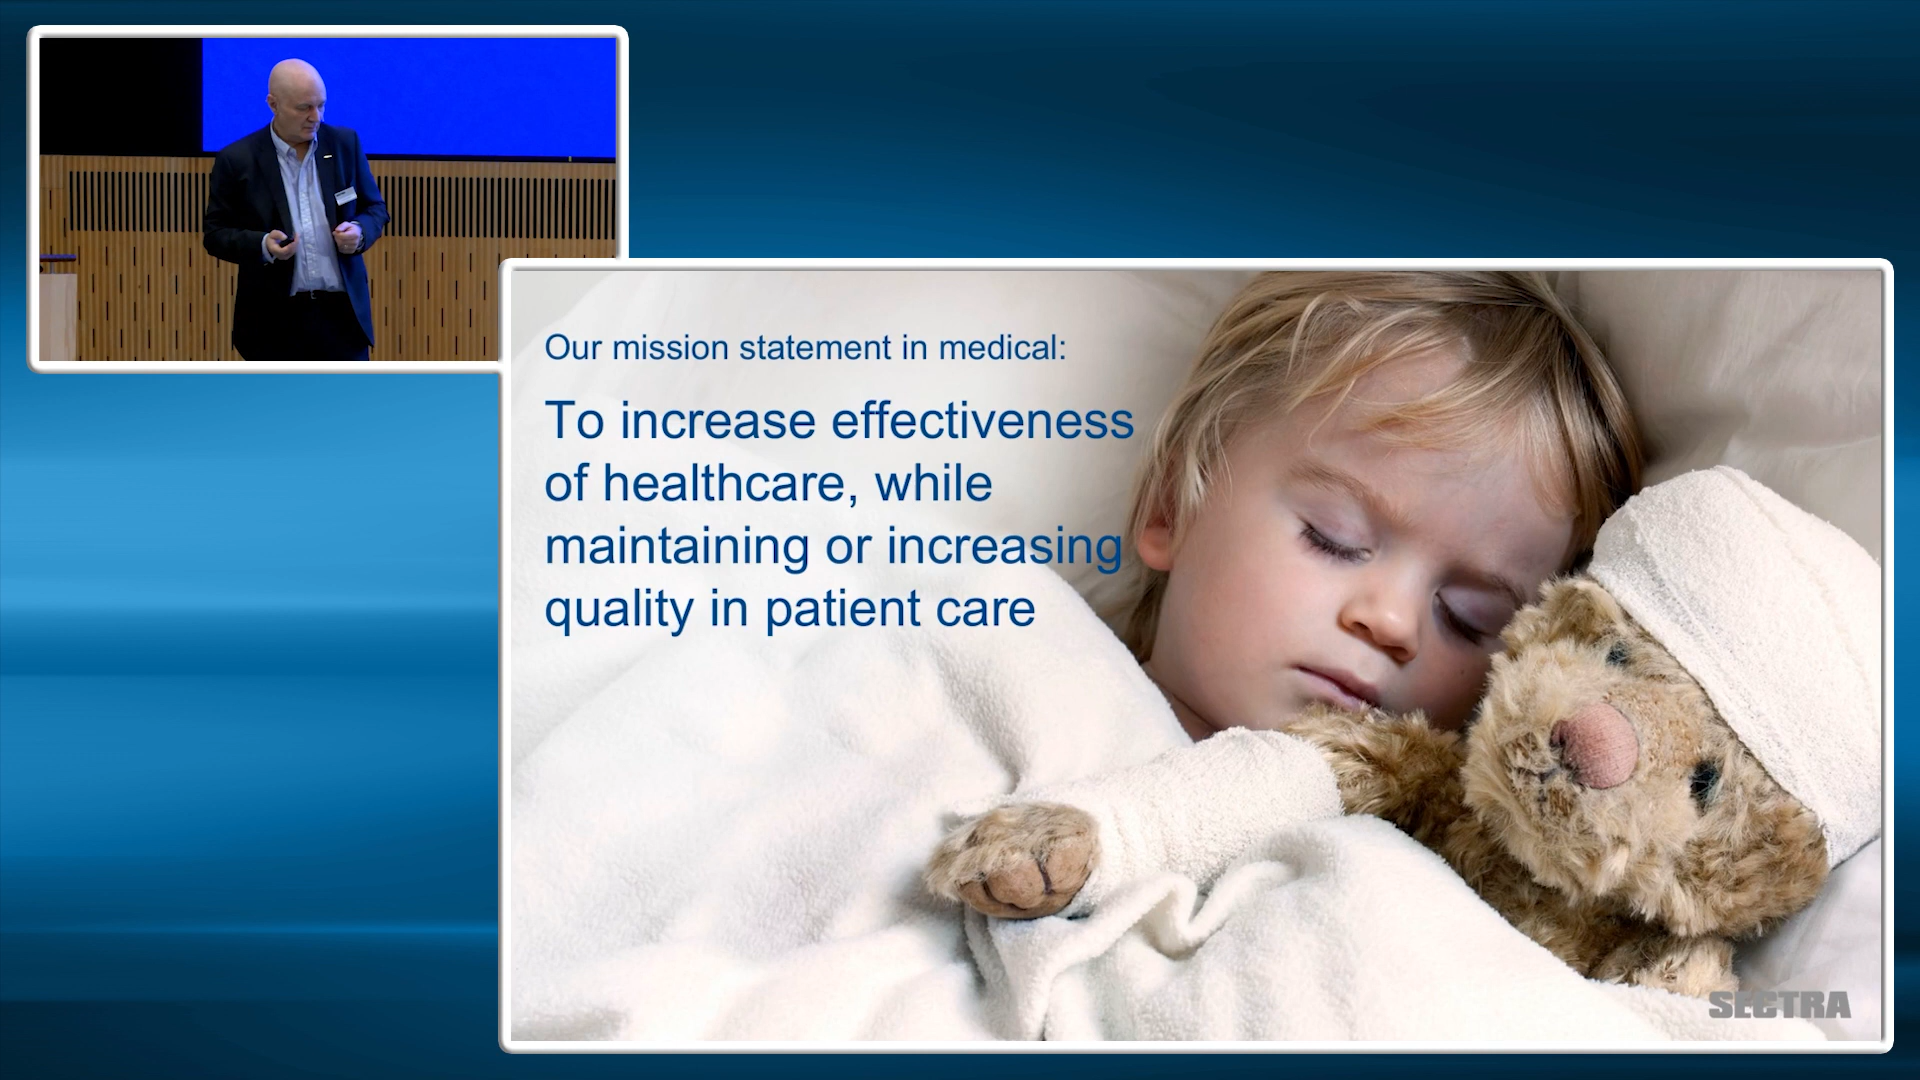 Our mission statement in medical:
To increase effectiveness
of healthcare, while
maintaining or increasing
quality in patient care
SECTRA